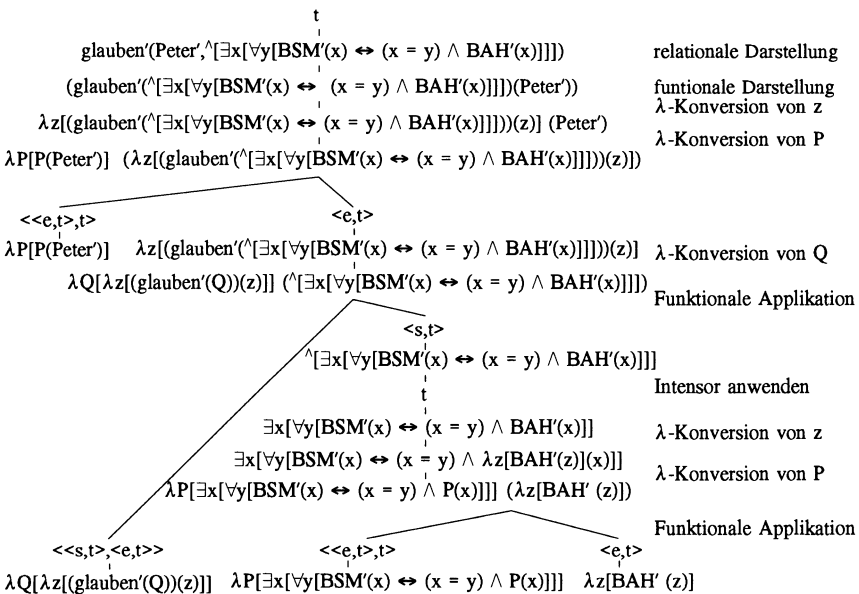 t
glauben′(Peter′,^[∃x[∀y[BSM′(x) ⇔ (x = y) ∧ BAH′(x)]]]) relationale Darstellung
(glauben′(^[∃x[∀y[BSM′(x) ⇔ (x = y) ∧ BAH′(x)]]])(Peter′)) funtionale Darstellung
λ-Konversion von z
λz[(glauben′(^[∃x[∀y[BSM′(x) ⇔ (x = y) ∧ BAH′(x)]]]))(z)] (Peter′)
λ-Konversion von P
λP[P(Peter′)] (λz[(glauben′(^[∃x[∀y[BSM′(x) ⇔ (x = y) ∧ BAH′(x)]]]))(z)])
<<e,t>,t> <e,t>
λP[P(Peter′)] λz[(glauben′(^[∃x[∀y[BSM′(x) ⇔ (x = y) ∧ BAH′(x)]]]))(z)] λ-Konversion von Q
λQ[λz[(glauben′(Q))(z)]] (^[∃x[∀y[BSM′(x) ⇔ (x = y) ∧ BAH′(x)]]])
Funktionale Applikation
<s,t>
^[∃x[∀y[BSM′(x) ⇔ (x = y) ∧ BAH′(x)]]]
Intensor anwenden
t
∃x[∀y[BSM′(x) ⇔ (x = y) ∧ BAH′(x)]] λ-Konversion von z
∃x[∀y[BSM′(x) ⇔ (x = y) ∧ λz[BAH′(z)](x)]]
λ-Konversion von P
λP[∃x[∀y[BSM′(x) ⇔ (x = y) ∧ P(x)]]] (λz[BAH′ (z)])
Funktionale Applikation
<<s,t>,<e,t>> <<e,t>,t> <e,t>
λQ[λz[(glauben′(Q))(z)]] λP[∃x[∀y[BSM′(x) ⇔ (x = y) ∧ P(x)]]] λz[BAH′ (z)]